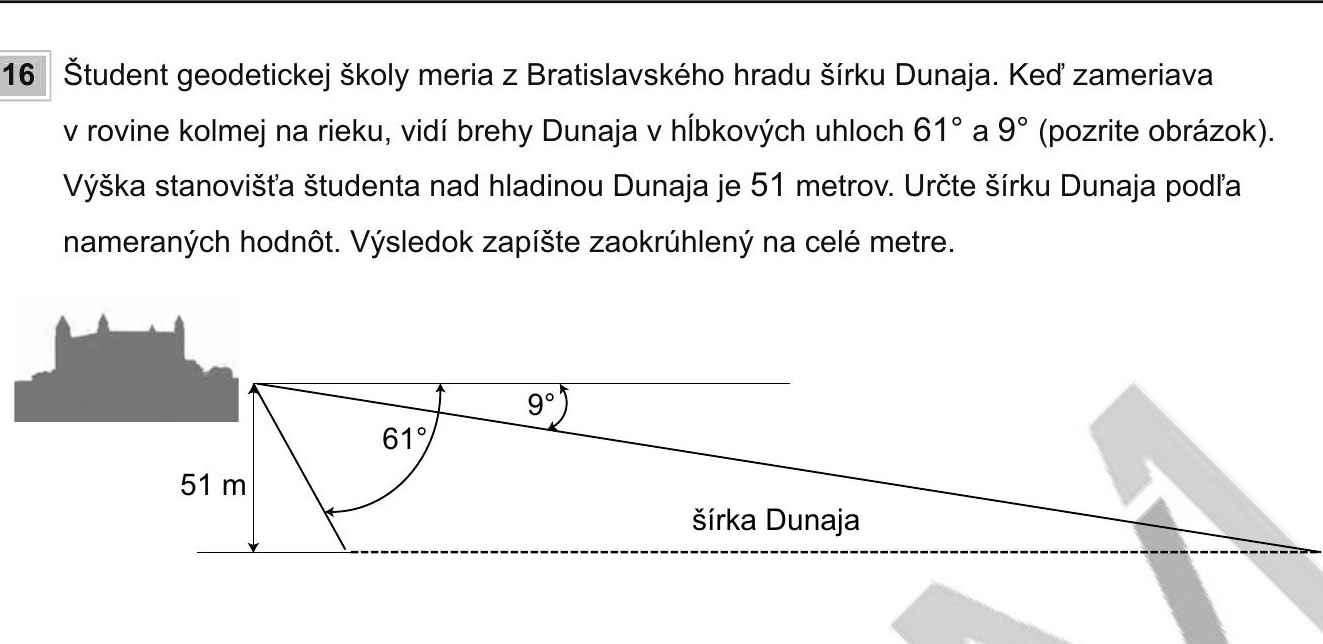 16 Študent geodetickej školy meria z Bratislavského hradu šírku Dunaja. Keď zameriava
v rovine kolmej na rieku, vidí brehy Dunaja v hĺbkových uhloch 61° a 9° (pozrite obrázok).
Výška stanovišťa študenta nad hladinou Dunaja je 51 metrov. Určte šírku Dunaja podľa
nameraných hodnôt. Výsledok zapíšte zaokrúhlený na celé metre.
9°
61°
51 m
šírka Dunaja